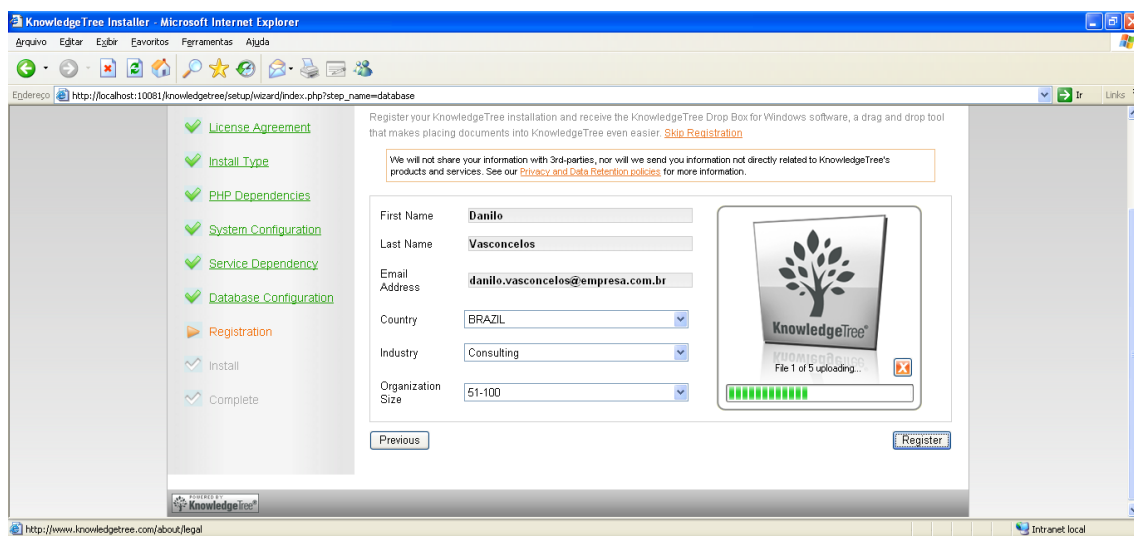 KnowledgeTree Installer - Microsoft Internet Explorer
Arquivo Editar Exibir Favoritos Ferramentas Ajuda
Endereço http://localhost:10081/knowledgetree/setup/wizard/index.php?step_name=database Ir Links
License Agreement
Install Type
PHP Dependencies
System Configuration
Service Dependency
Database Configuration
Registration
Install
Complete
Register your KnowledgeTree installation and receive the KnowledgeTree Drop Box for Windows software, a drag and drop tool
that makes placing documents into KnowledgeTree even easier. Skip Registration
We will not share your information with 3rd-parties, nor will we send you information not directly related to KnowledgeTree's
products and services. See our Privacy and Data Retention policies for more information.
First Name Danilo
Last Name Vasconcelos
Email
Address danilo.vasconcelos@empresa.com.br
Country BRAZIL
Industry Consulting
Organization
Size 51-100
KnowledgeTree®
File 1 of 5 uploading...
Previous Register
POWERED BY
KnowledgeTree®
http://www.knowledgetree.com/about/legal Intranet local